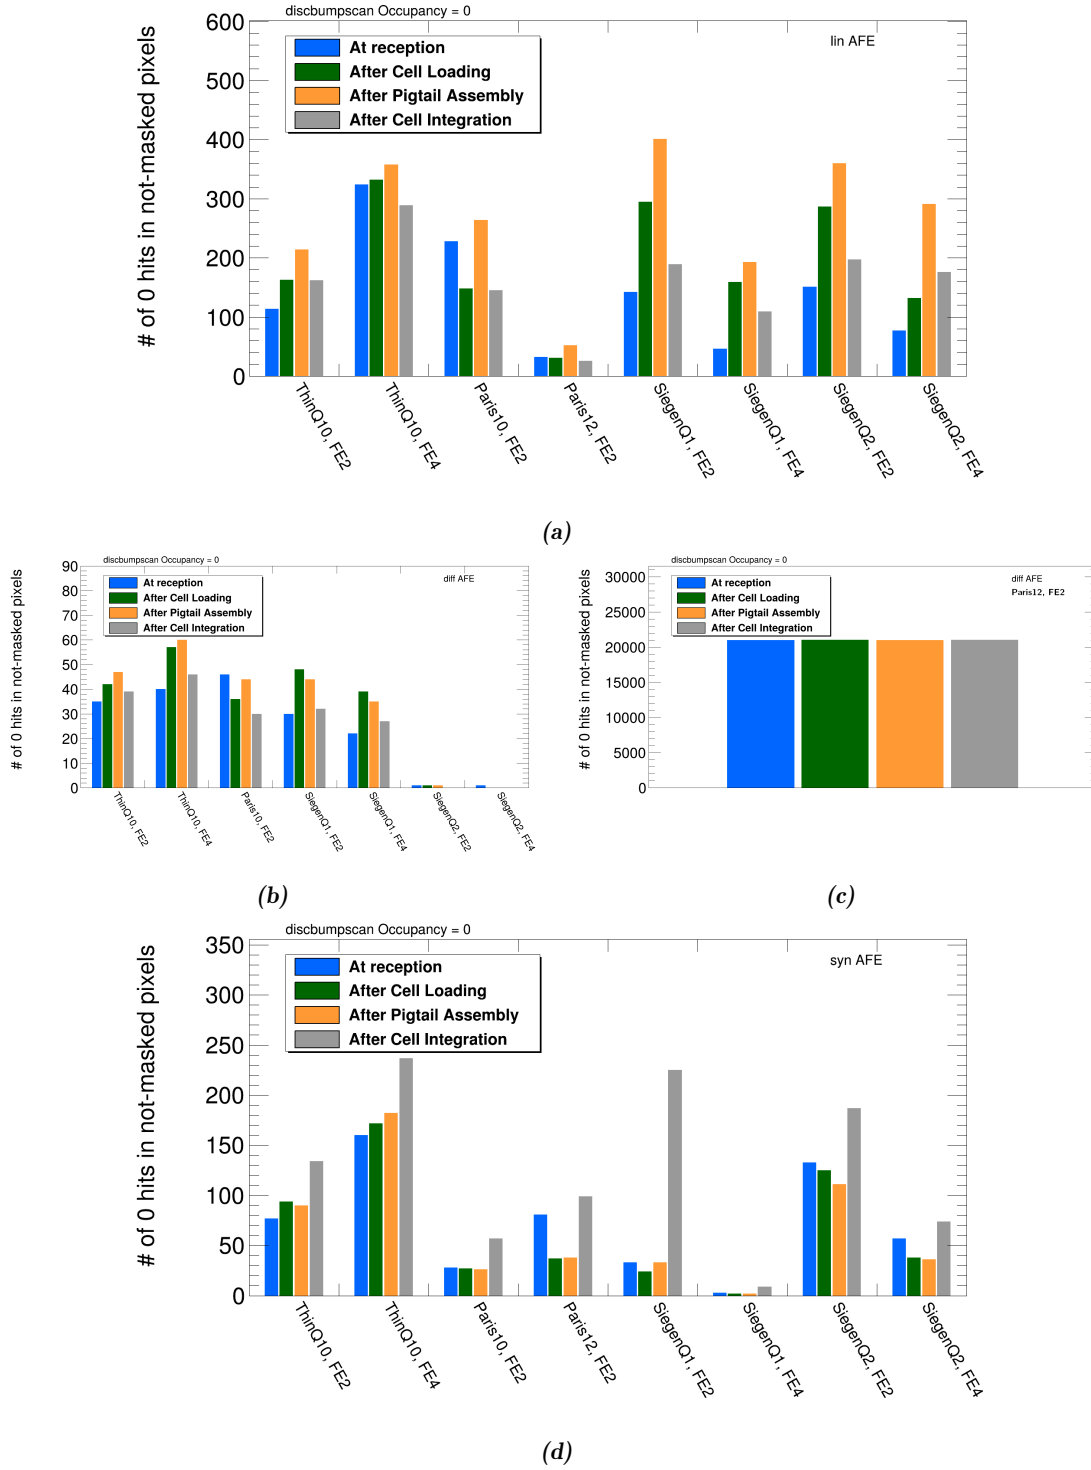 discbumpscan Occupancy = 0
lin AFE
# of 0 hits in not-masked pixels
At reception
After Cell Loading
After Pigtail Assembly
After Cell Integration
600
500
400
300
200
100
0
ThinQ10, FE2
ThinQ10, FE4
Paris10, FE2
Paris12, FE2
SiegenQ1, FE2
SiegenQ1, FE4
SiegenQ2, FE2
SiegenQ2, FE4
(a)
discbumpscan Occupancy = 0
diff AFE
# of 0 hits in not-masked pixels
At reception
After Cell Loading
After Pigtail Assembly
After Cell Integration
90
80
70
60
50
40
30
20
10
0
ThinQ10, FE2
ThinQ10, FE4
Paris10, FE2
SiegenQ1, FE2
SiegenQ1, FE4
SiegenQ2, FE2
SiegenQ2, FE4
(b)
discbumpscan Occupancy = 0
diff AFE
Paris12, FE2
# of 0 hits in not-masked pixels
At reception
After Cell Loading
After Pigtail Assembly
After Cell Integration
30000
25000
20000
15000
10000
5000
0
(c)
discbumpscan Occupancy = 0
syn AFE
# of 0 hits in not-masked pixels
At reception
After Cell Loading
After Pigtail Assembly
After Cell Integration
350
300
250
200
150
100
50
0
ThinQ10, FE2
ThinQ10, FE4
Paris10, FE2
Paris12, FE2
SiegenQ1, FE2
SiegenQ1, FE4
SiegenQ2, FE2
SiegenQ2, FE4
(d)